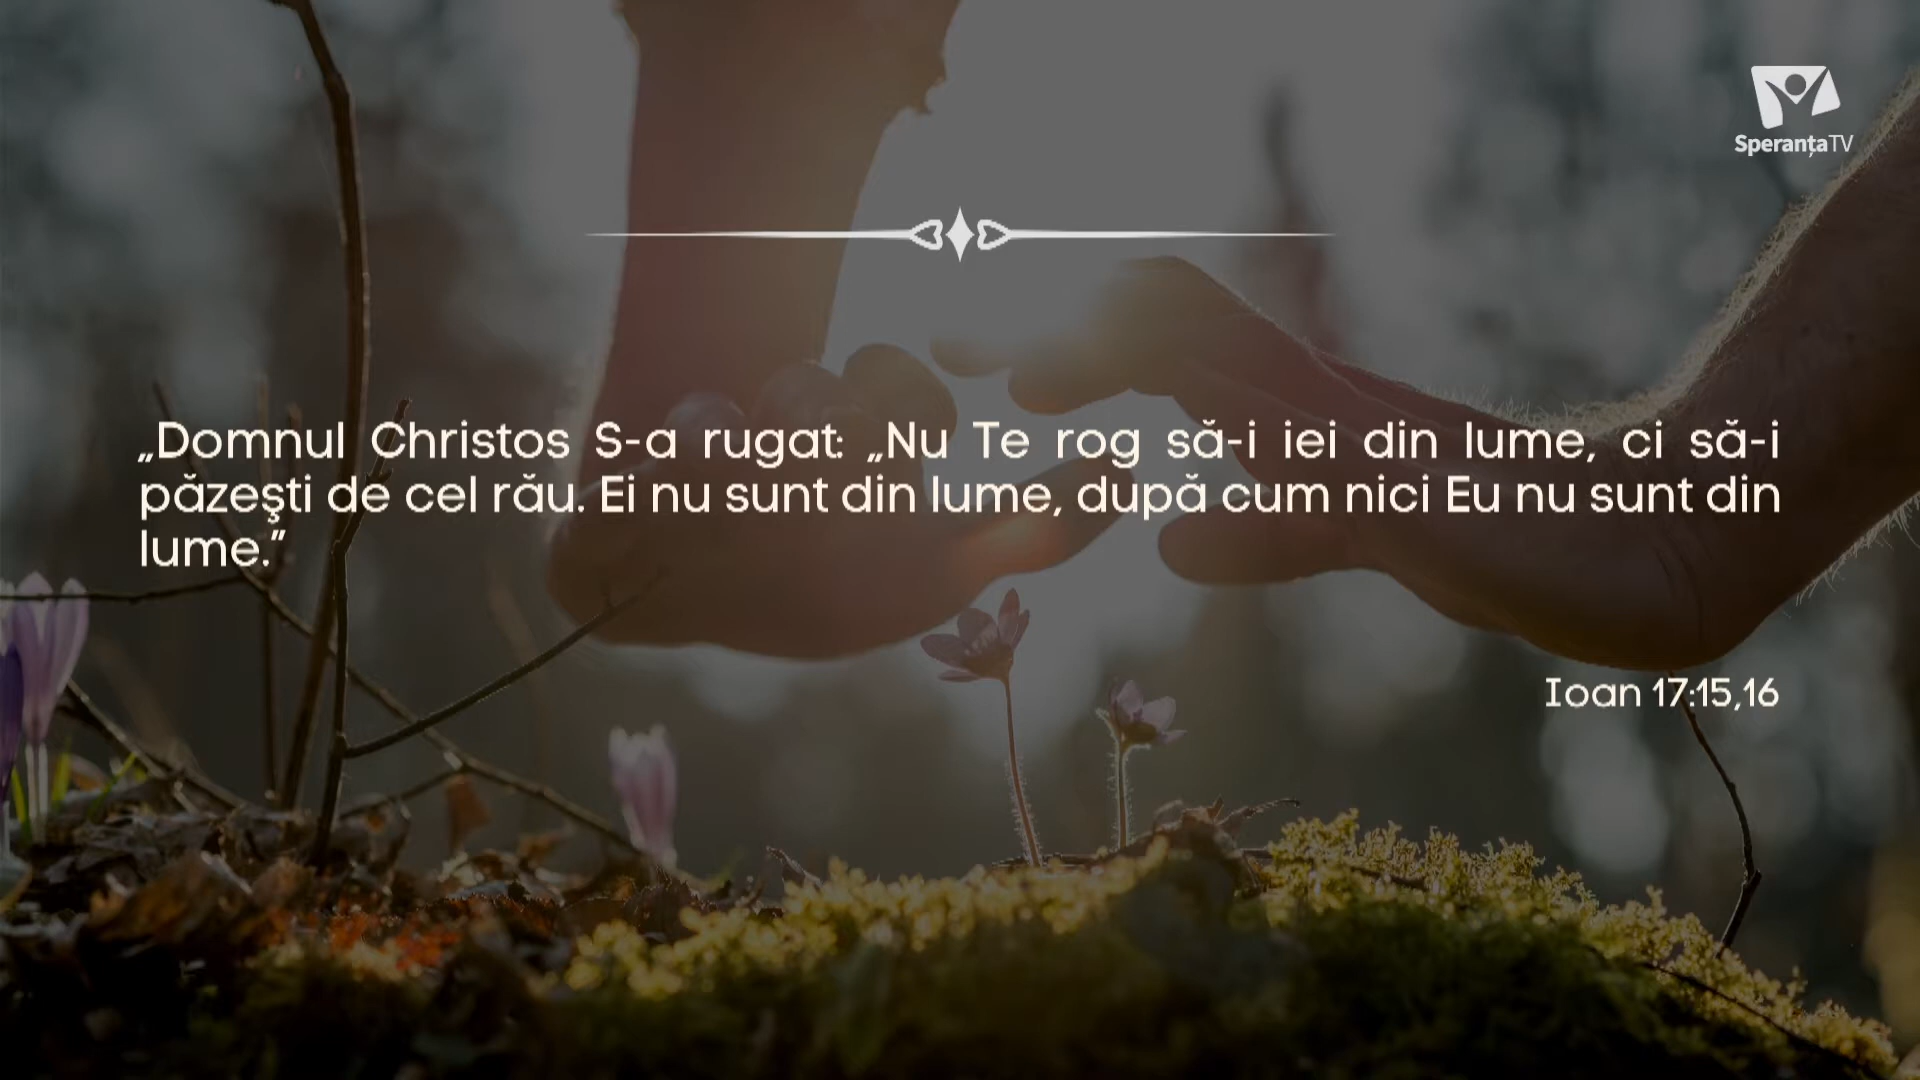 SperanțaTV
„Domnul Christos S-a rugat: „Nu Te rog să-i iei din lume, ci să-i
păzeşti de cel rău. Ei nu sunt din lume, după cum nici Eu nu sunt din
lume.”
Ioan 17:15,16